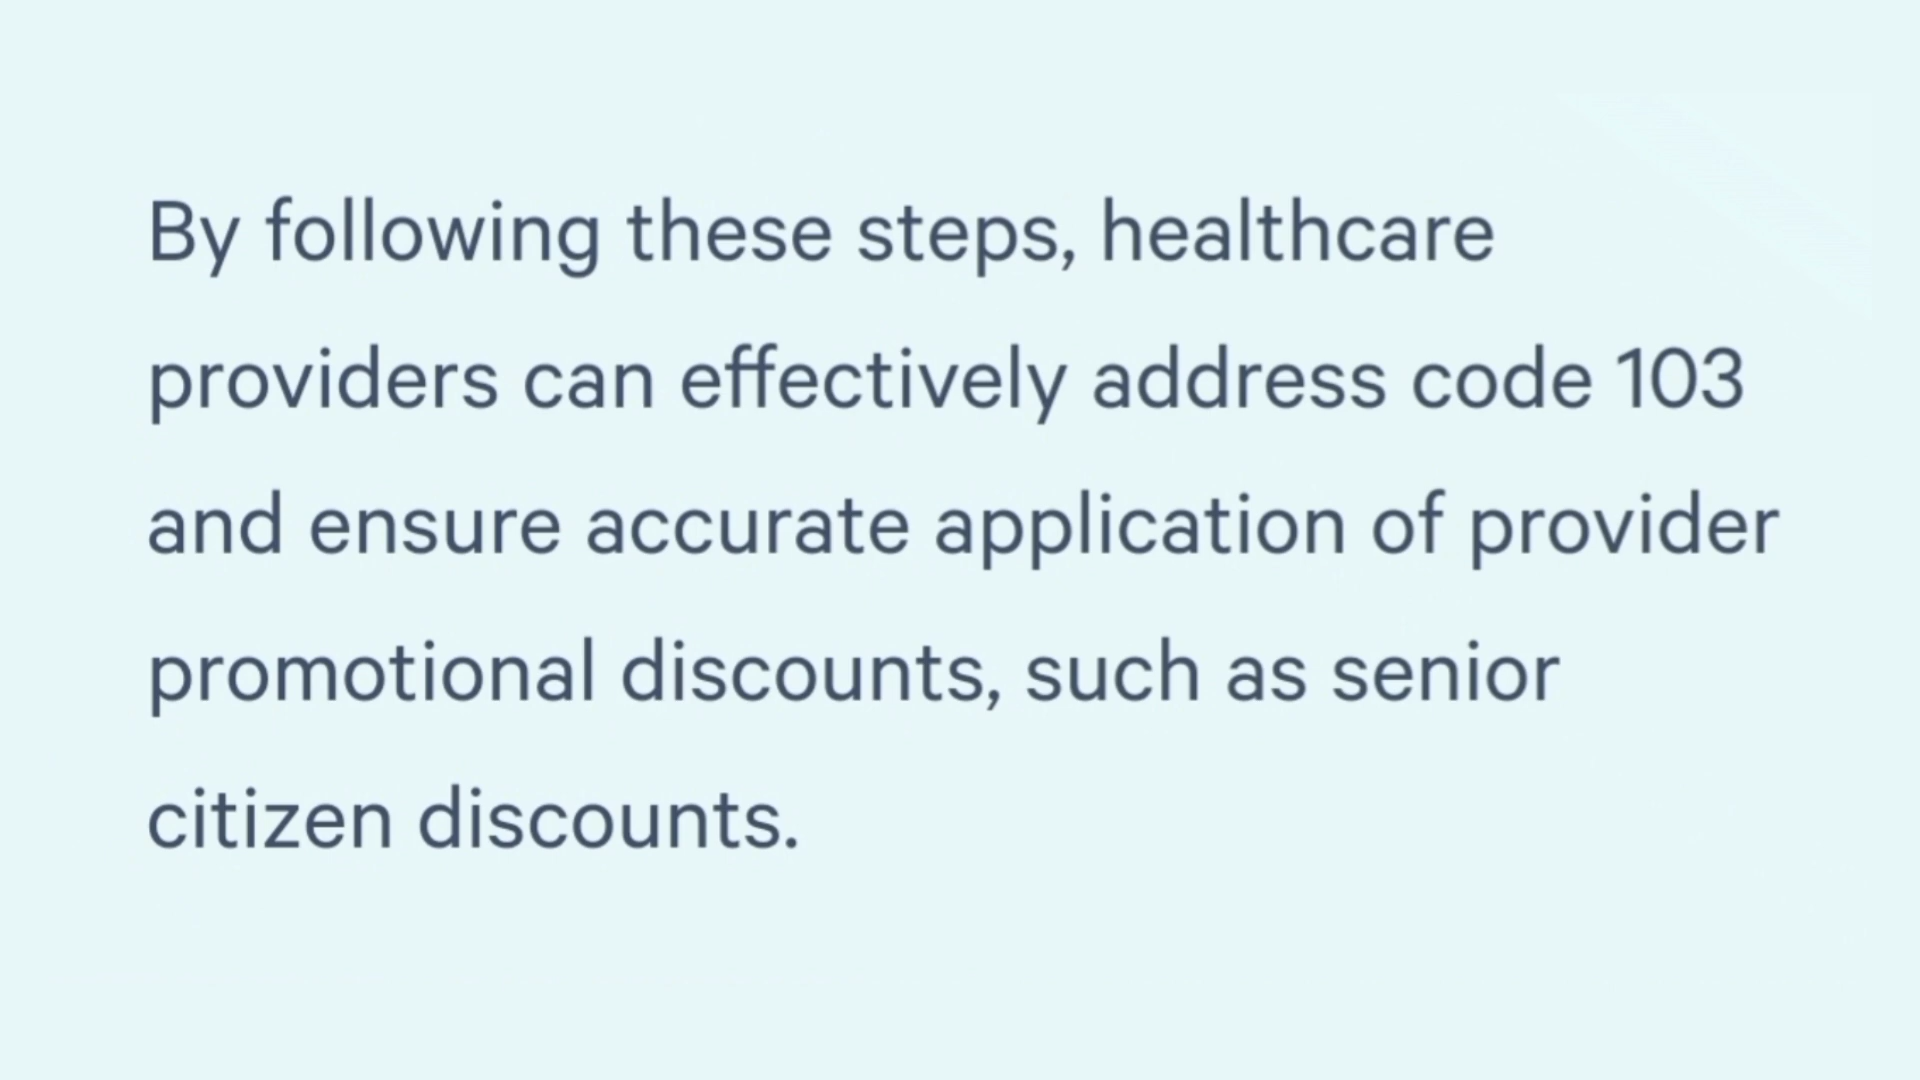 By following these steps, healthcare
providers can effectively address code 103
and ensure accurate application of provider
promotional discounts, such as senior
citizen discounts.